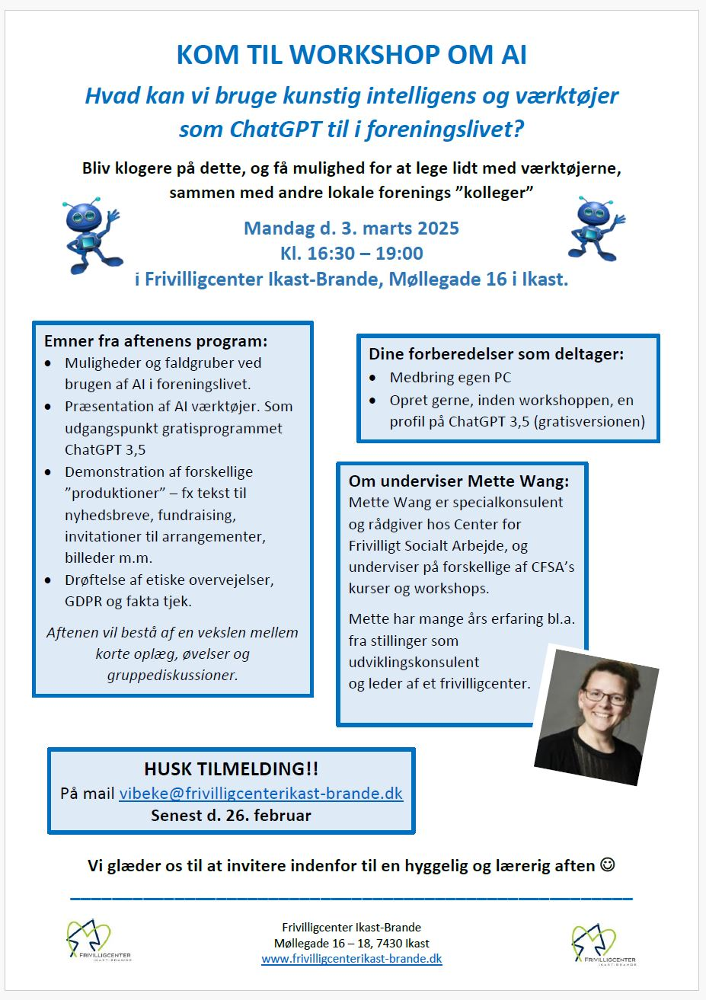 KOM TIL WORKSHOP OM AI
Hvad kan vi bruge kunstig intelligens og værktøjer
som ChatGPT til i foreningslivet?
Bliv klogere på dette, og få mulighed for at lege lidt med værktøjerne,
sammen med andre lokale forenings ”kolleger”
Mandag d. 3. marts 2025
Kl. 16:30 – 19:00
i Frivilligcenter Ikast-Brande, Møllegade 16 i Ikast.
Emner fra aftenens program:
• Muligheder og faldgruber ved
brugen af AI i foreningslivet.
• Præsentation af AI værktøjer. Som
udgangspunkt gratisprogrammet
ChatGPT 3,5
• Demonstration af forskellige
”produktioner” – fx tekst til
nyhedsbreve, fundraising,
invitationer til arrangementer,
billeder m.m.
• Drøftelse af etiske overvejelser,
GDPR og fakta tjek.
Aftenen vil bestå af en vekslen mellem
korte oplæg, øvelser og
gruppediskussioner.
Dine forberedelser som deltager:
• Medbring egen PC
• Opret gerne, inden workshoppen, en
profil på ChatGPT 3,5 (gratisversionen)
Om underviser Mette Wang:
Mette Wang er specialkonsulent
og rådgiver hos Center for
Frivilligt Socialt Arbejde, og
underviser på forskellige af CFSA’s
kurser og workshops.
Mette har mange års erfaring bl.a.
fra stillinger som
udviklingskonsulent
og leder af et frivilligcenter.
HUSK TILMELDING!!
På mail vibeke@frivilligcenterikast-brande.dk
Senest d. 26. februar
Vi glæder os til at invitere indenfor til en hyggelig og lærerig aften ☺
FRIVILLIGCENTER
IKAST-BRANDE
Frivilligcenter Ikast-Brande
Møllegade 16 – 18, 7430 Ikast
www.frivilligcenterikast-brande.dk
FRIVILLIGCENTER
IKAST-BRANDE